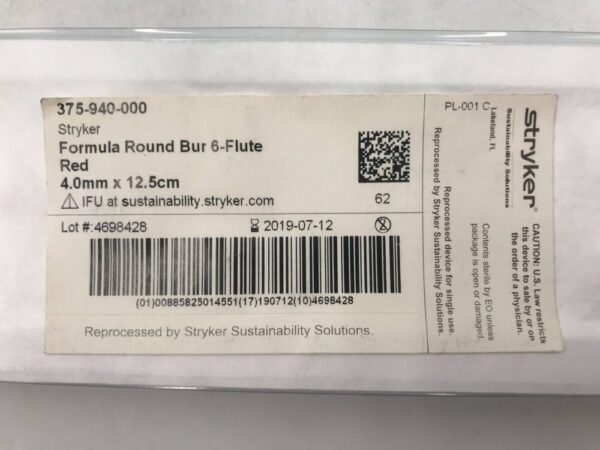 375-940-000
Stryker
Formula Round Bur 6-Flute
Red
4.0mm x 12.5cm
IFU at sustainability.stryker.com
62
Lot #:4698428
2019-07-12
2
(01)00885825014551(17)190712(10)4698428
Reprocessed by Stryker Sustainability Solutions.
PL-001 C
Lakeland, FL
Reprocessed device for single use.
Reprocessed by Stryker Sustainability Solutions.
stryker®
Sustainability Solutions
Contents sterile by EO unless
package is open or damaged.
CAUTION: U.S. Law restricts
this device to sale by or on
the order of a physician.